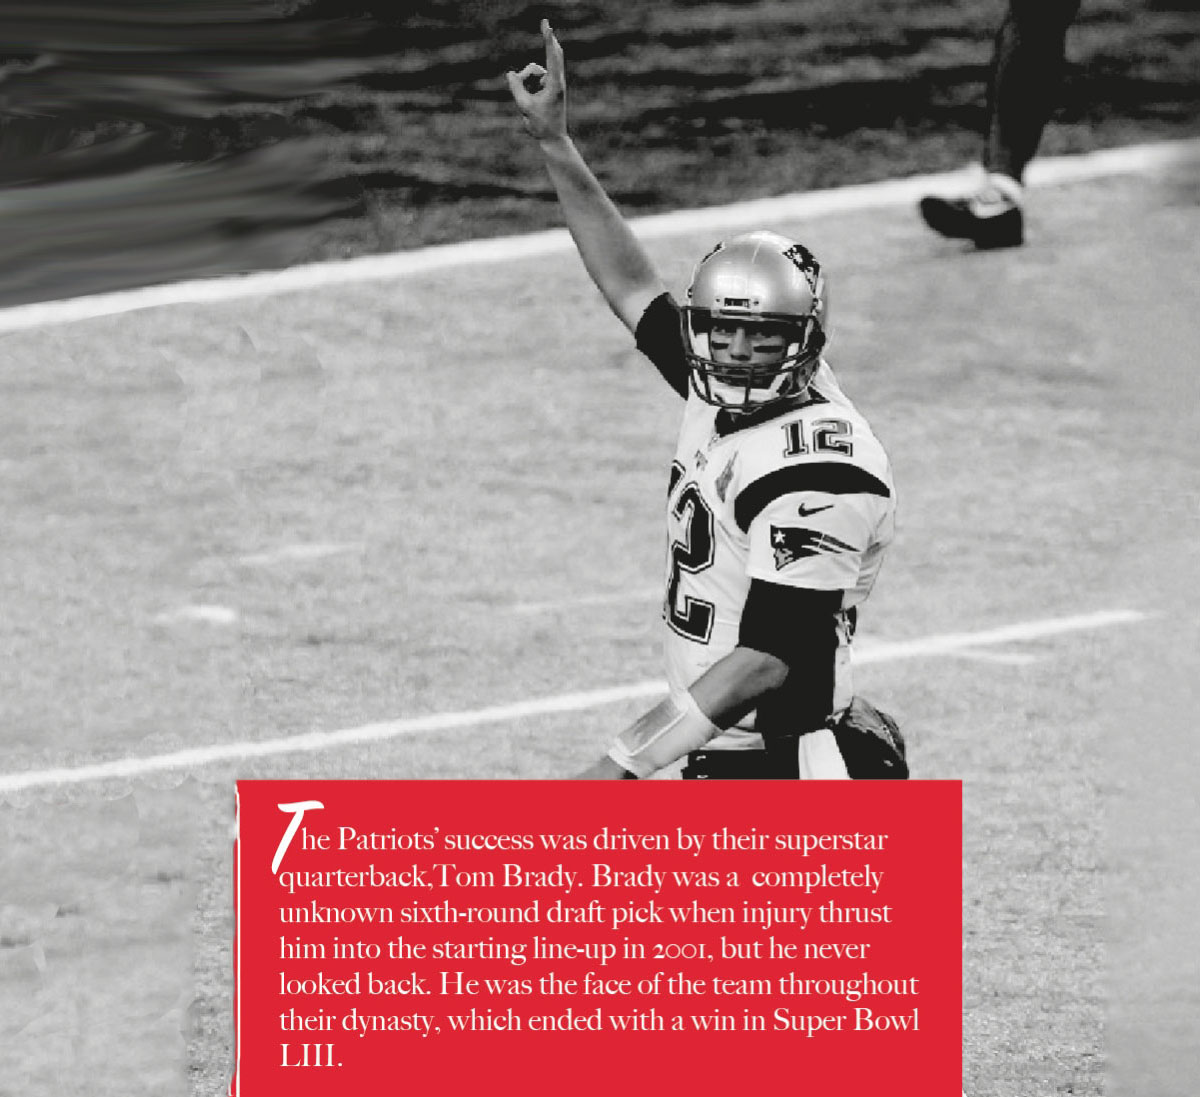 12
12
The Patriots’ success was driven by their superstar
quarterback,Tom Brady. Brady was a completely
unknown sixth-round draft pick when injury thrust
him into the starting line-up in 2001, but he never
looked back. He was the face of the team throughout
their dynasty, which ended with a win in Super Bowl
LIII.